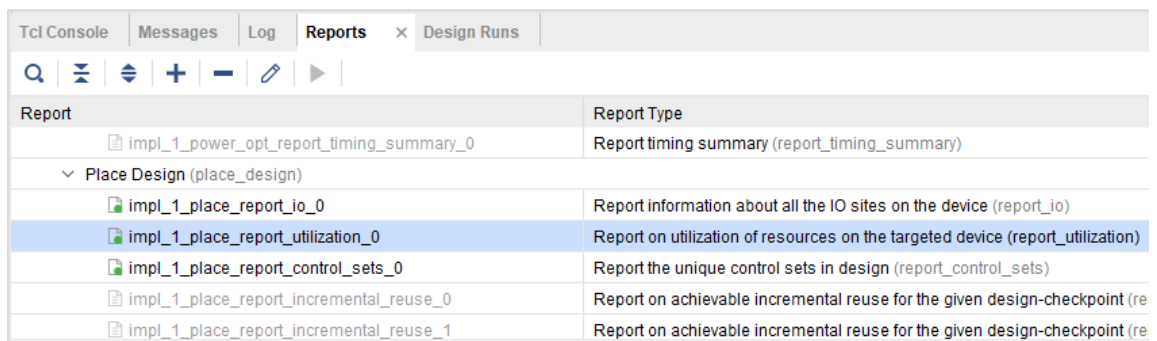 Tcl Console Messages Log Reports × Design Runs
Report Report Type
impl_1_power_opt_report_timing_summary_0 Report timing summary (report_timing_summary)
Place Design (place_design)
impl_1_place_report_io_0 Report information about all the IO sites on the device (report_io)
impl_1_place_report_utilization_0 Report on utilization of resources on the targeted device (report_utilization)
impl_1_place_report_control_sets_0 Report the unique control sets in design (report_control_sets)
impl_1_place_report_incremental_reuse_0 Report on achievable incremental reuse for the given design-checkpoint (re
impl_1_place_report_incremental_reuse_1 Report on achievable incremental reuse for the given design-checkpoint (re